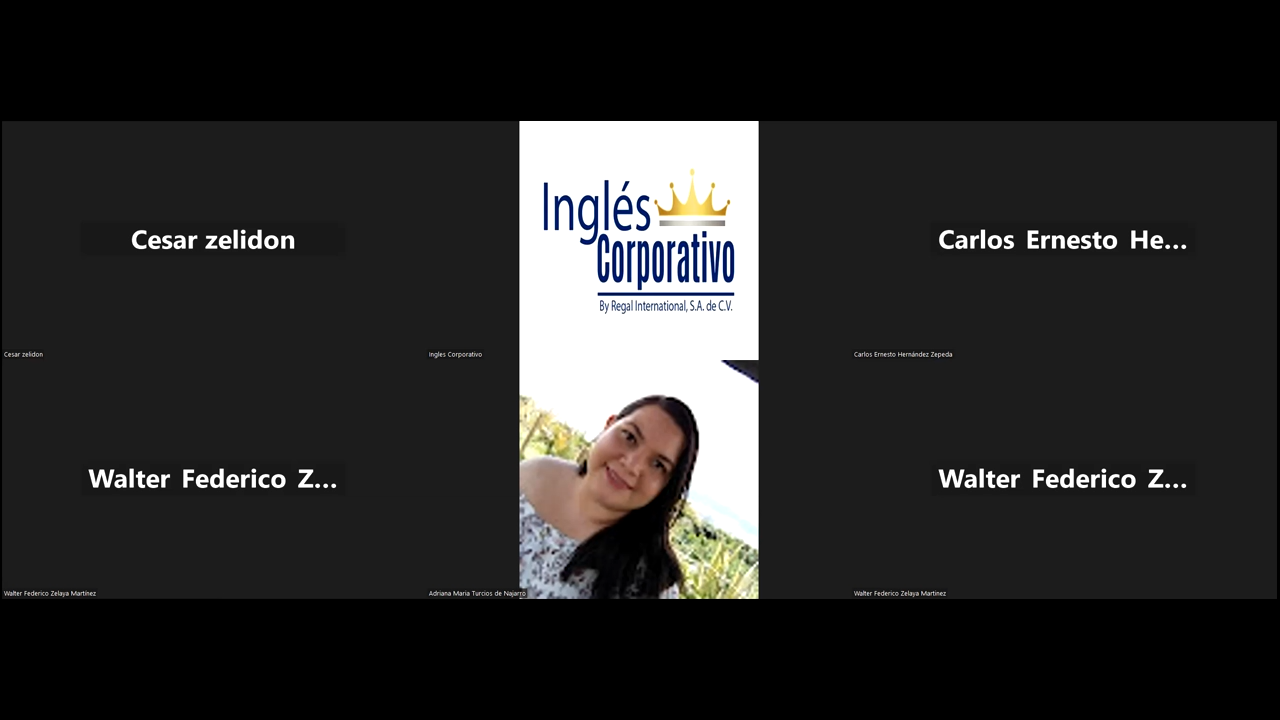 Cesar zelidon
Cesar zelidon
Inglés
Corporativo
By Regal International, S.A. de C.V.
Ingles Corporativo
Carlos Ernesto He...
Carlos Ernesto Hernández Zepeda
Walter Federico Z...
Walter Federico Zelaya Martínez
Adriana Maria Turcios de Najarro
Walter Federico Z...
Walter Federico Zelaya Martinez